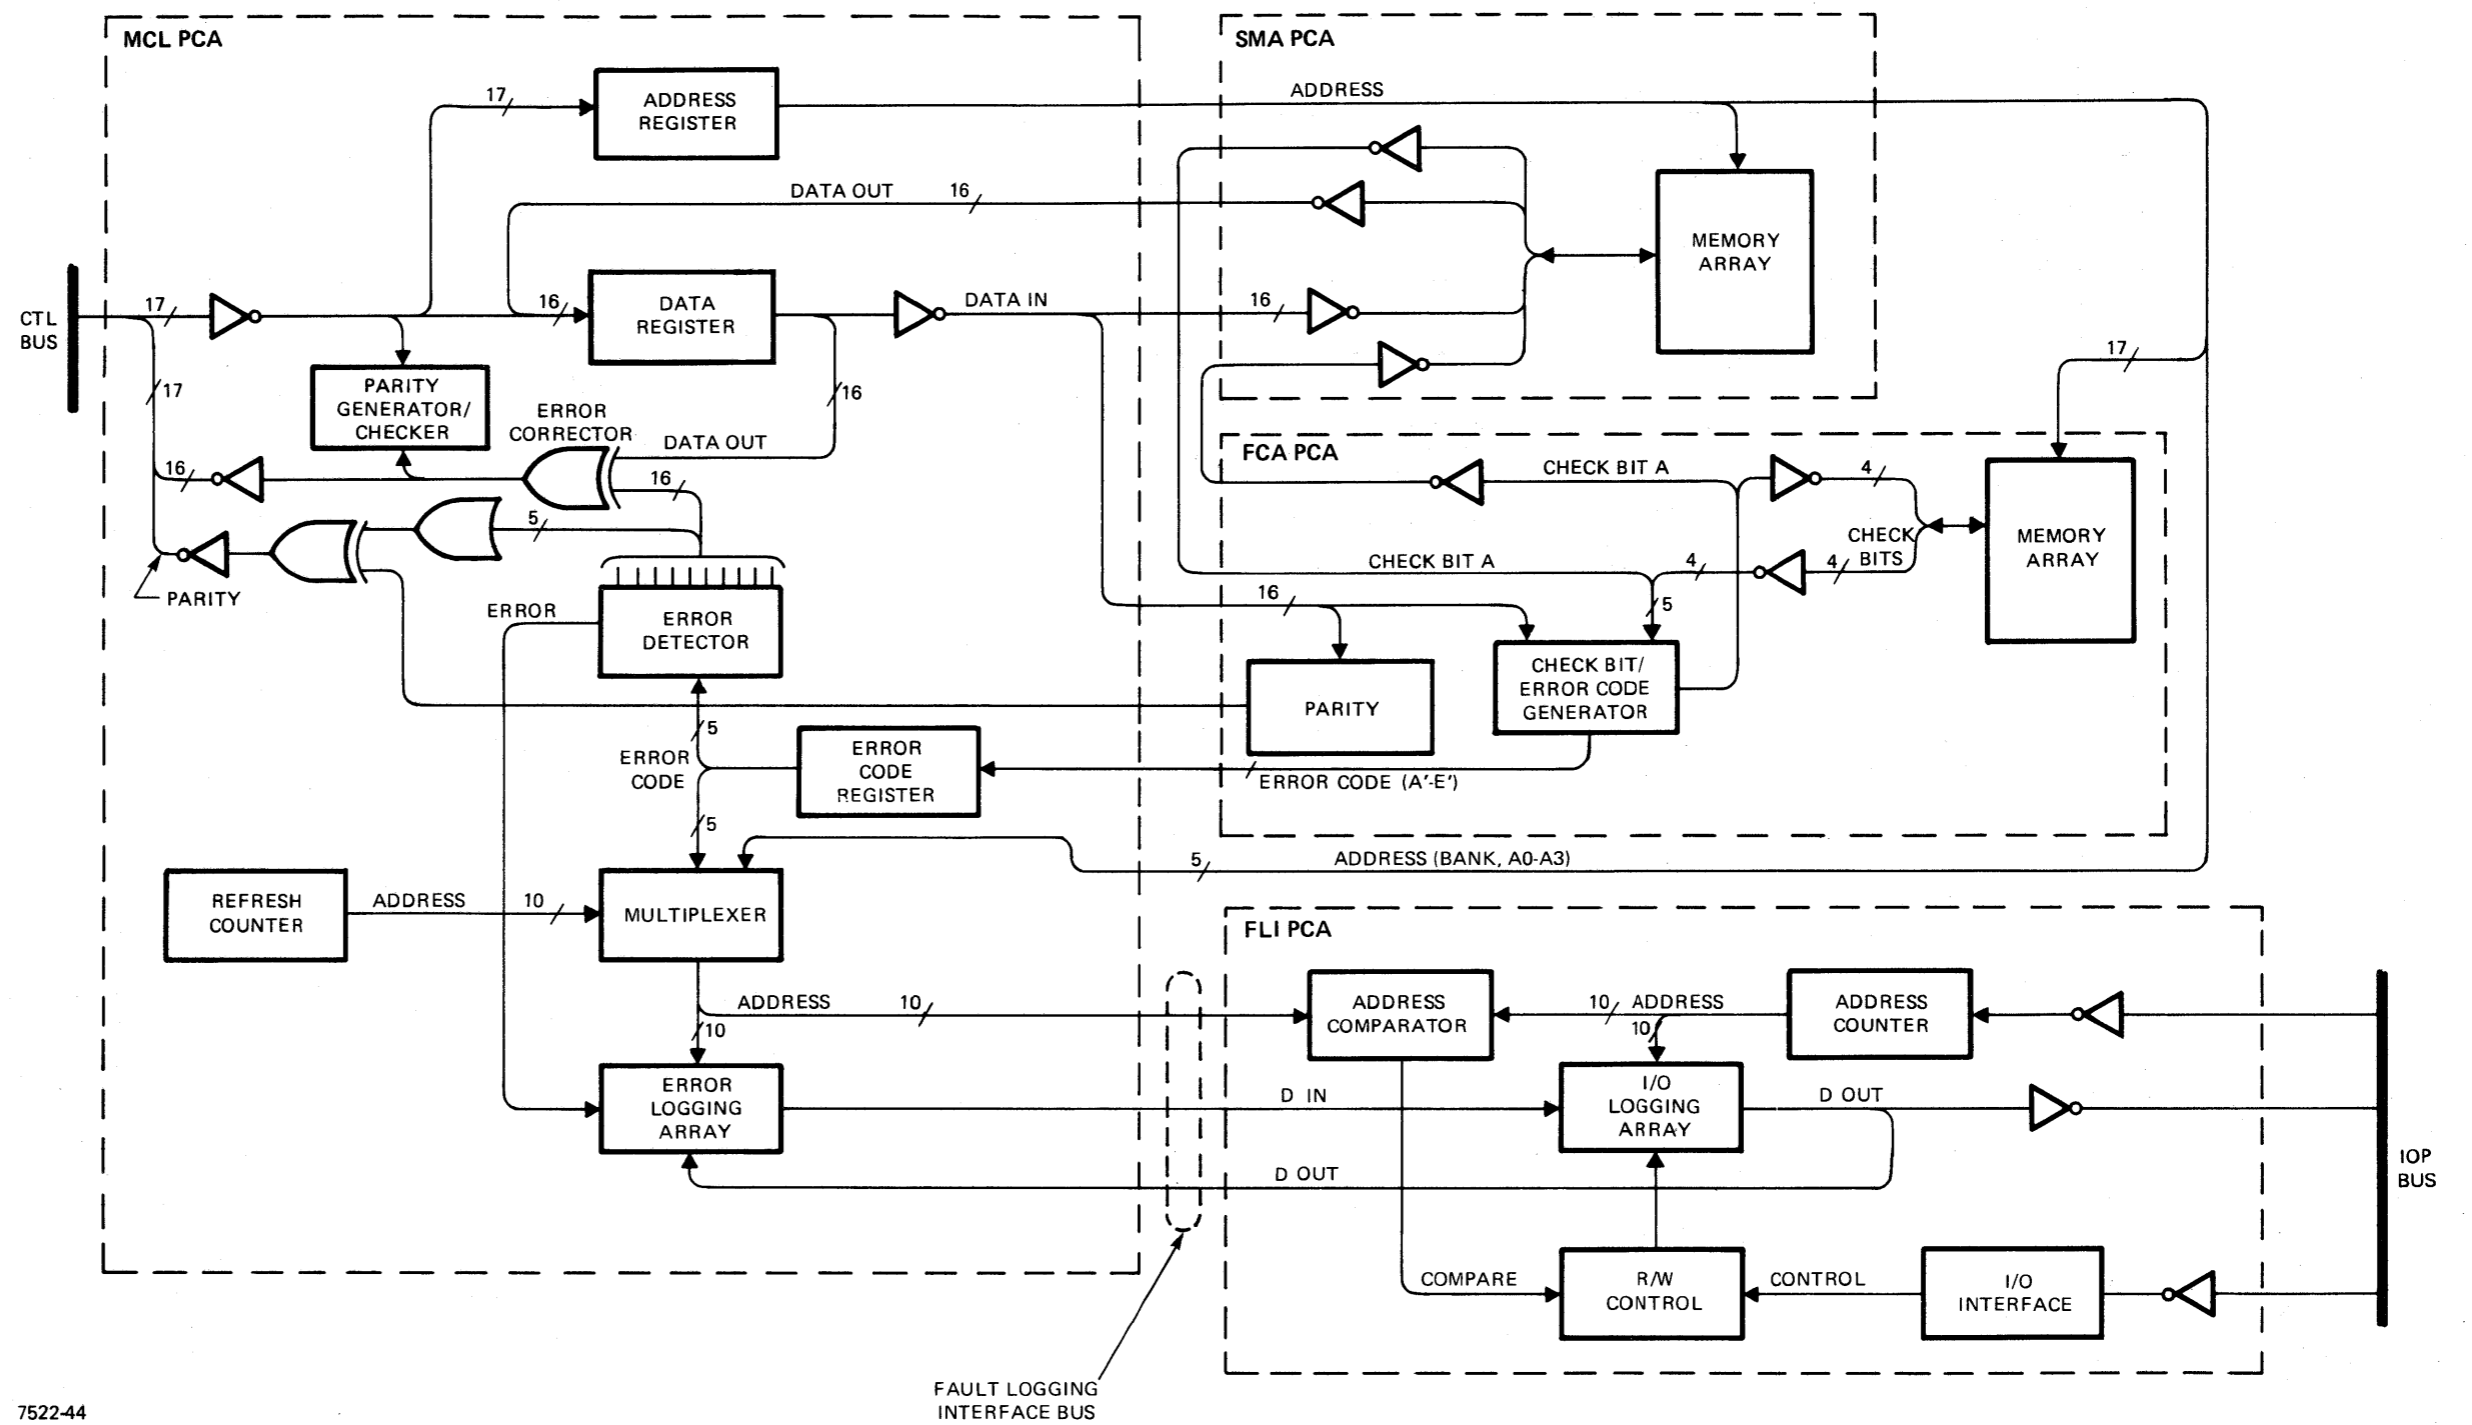 MCL PCA
SMA PCA
17
ADDRESS
REGISTER
ADDRESS
DATA OUT
16
MEMORY
ARRAY
CTL
BUS
17
16
DATA
REGISTER
DATA IN
16
17
17
PARITY
GENERATOR/
CHECKER
ERROR
CORRECTOR
16
DATA OUT
FCA PCA
CHECK BIT A
4
16
16
5
CHECK
BITS
MEMORY
ARRAY
CHECK BIT A
4
4
PARITY
ERROR
ERROR
DETECTOR
16
5
CHECK BIT/
ERROR CODE
GENERATOR
PARITY
5
ERROR
CODE
ERROR
CODE
REGISTER
ERROR CODE (A'-E')
5
5
ADDRESS (BANK, A0-A3)
REFRESH
COUNTER
ADDRESS
10
MULTIPLEXER
FLI PCA
ADDRESS
10
ADDRESS
COMPARATOR
10
ADDRESS
ADDRESS
COUNTER
10
10
ERROR
LOGGING
ARRAY
D IN
I/O
LOGGING
ARRAY
D OUT
D OUT
IOP
BUS
COMPARE
R/W
CONTROL
CONTROL
I/O
INTERFACE
FAULT LOGGING
INTERFACE BUS
7522-44